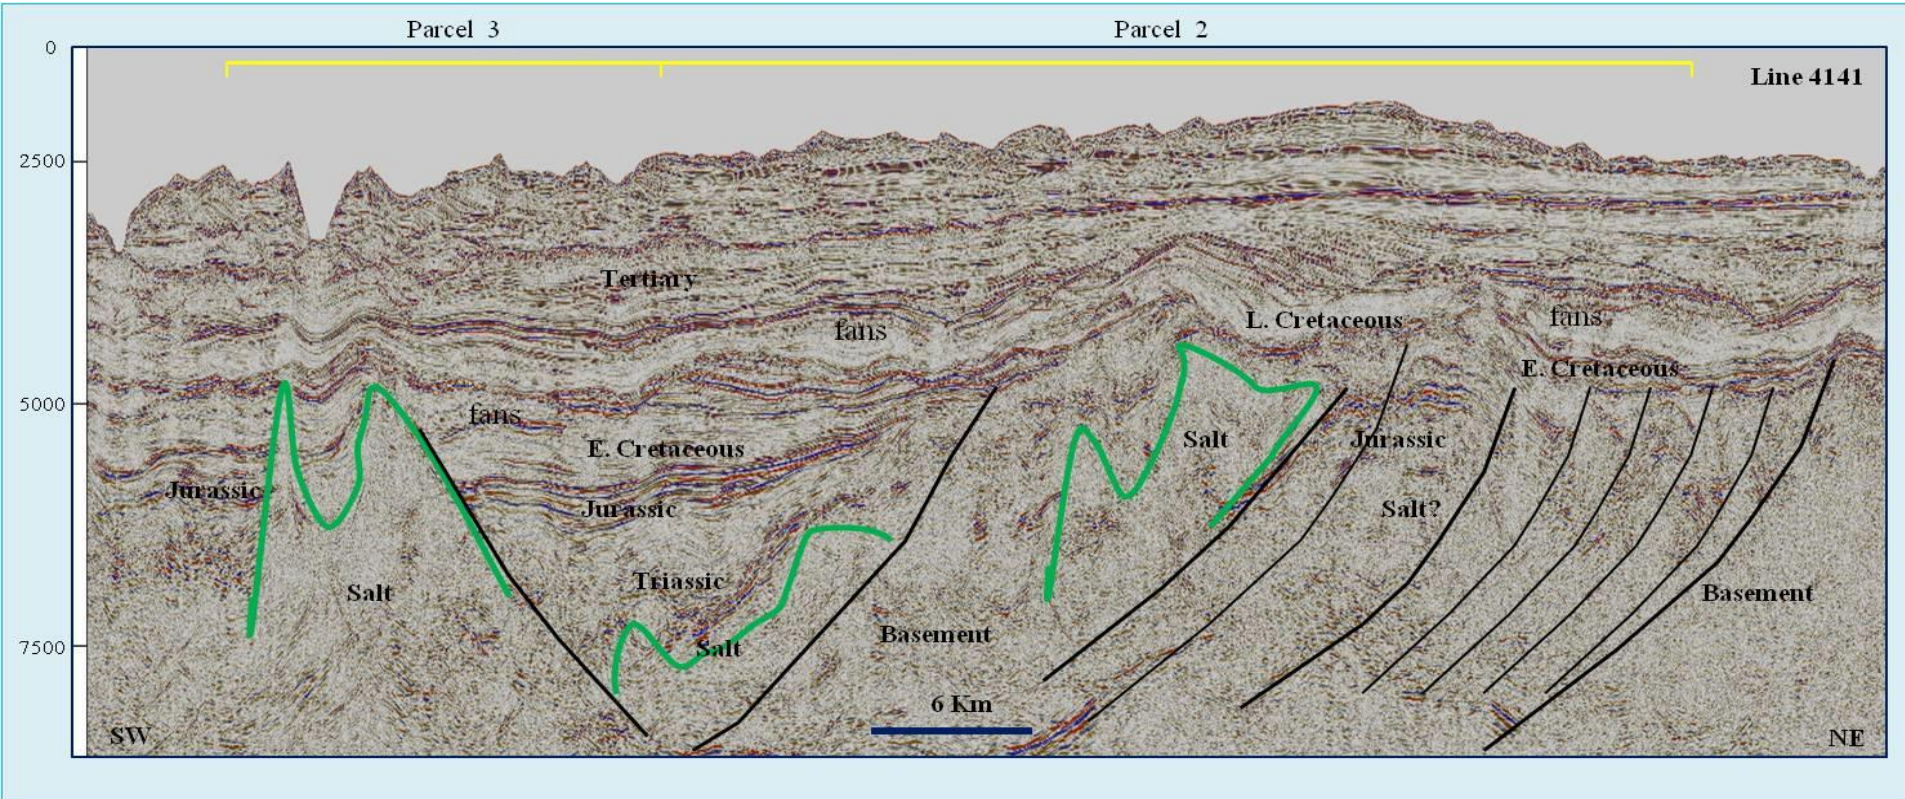 Parcel 3
Parcel 2
0
Line 4141
2500
Tertiary
fans
L. Cretaceous
fans
E. Cretaceous
5000
fans
Salt
Jurassic
E. Cretaceous
Jurassic
Jurassic
Salt?
Triassic
Salt
Basement
Basement
7500
Salt
6 Km
SW
NE